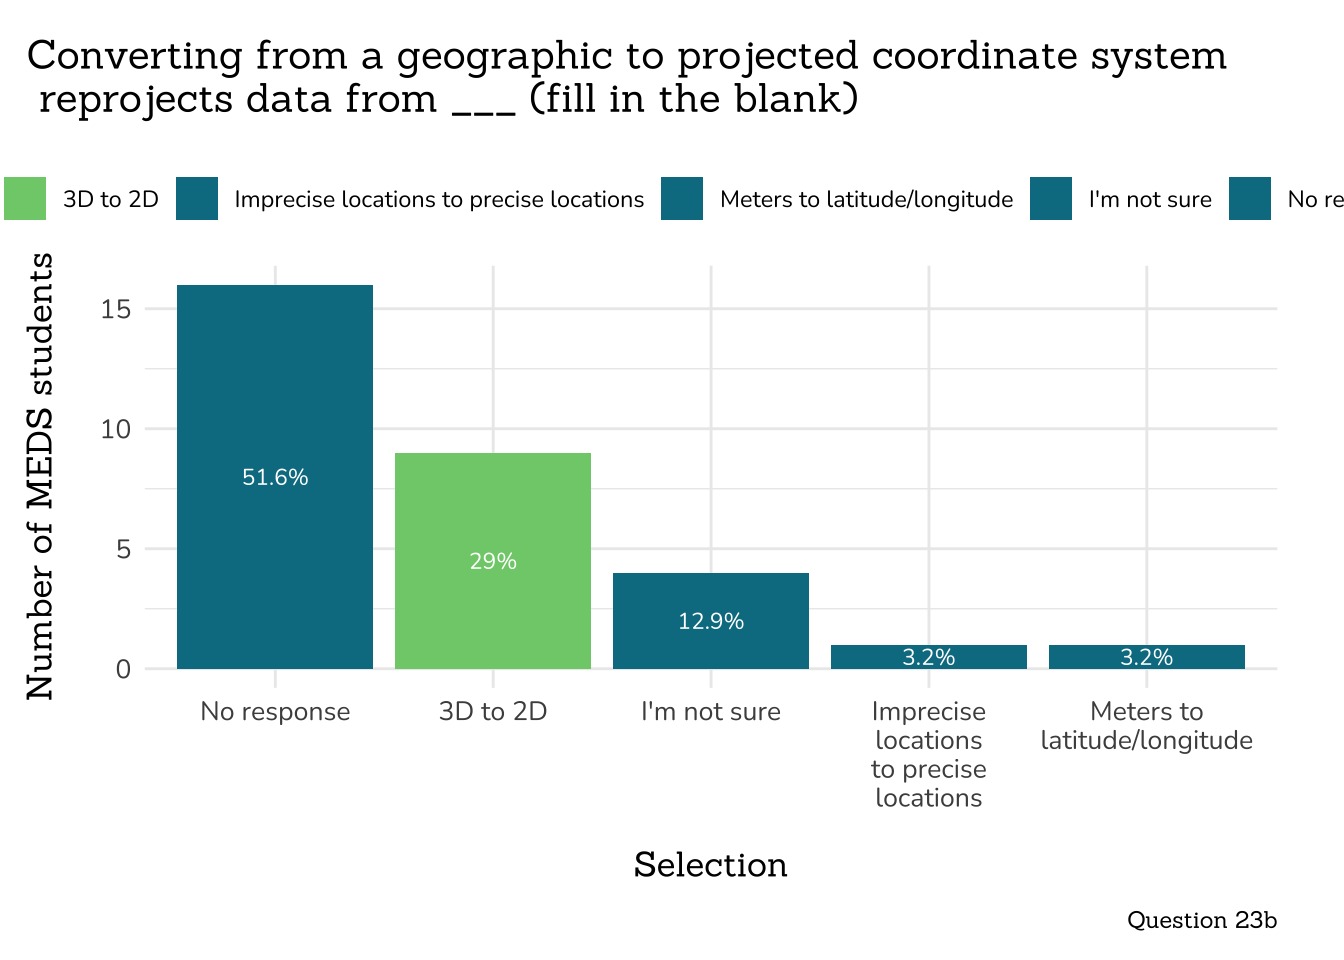 Converting from a geographic to projected coordinate system
reprojects data from ___ (fill in the blank)
3D to 2D Imprecise locations to precise locations Meters to latitude/longitude I'm not sure No re
Number of MEDS students
15
10
5
0
51.6%
29%
12.9%
3.2%
3.2%
No response
3D to 2D
I'm not sure
Imprecise
locations
to precise
locations
Meters to
latitude/longitude
Selection
Question 23b